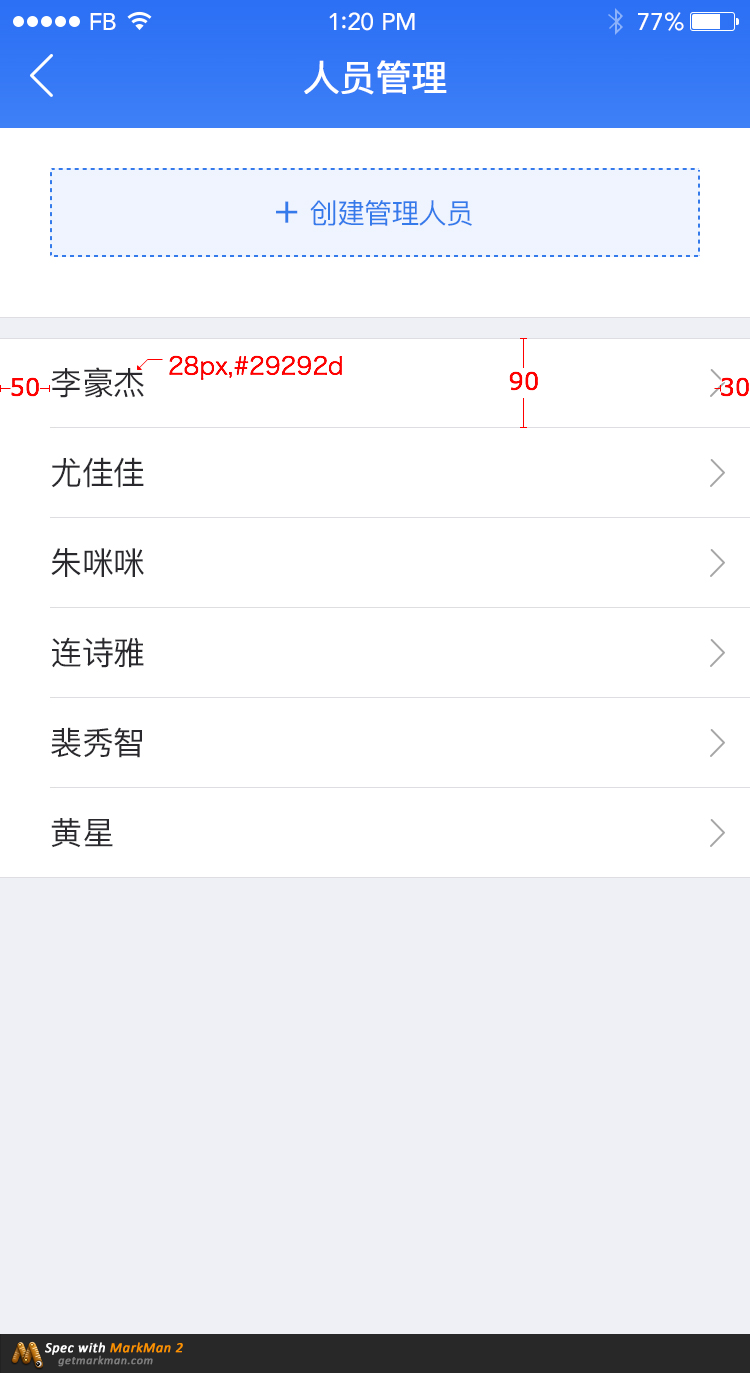 FB 1:20 PM 77%
人员管理
+ 创建管理人员
28px,#29292d
50 李豪杰 90 30
尤佳佳
朱咪咪
连诗雅
裴秀智
黄星
Spec with MarkMan 2
getmarkman.com